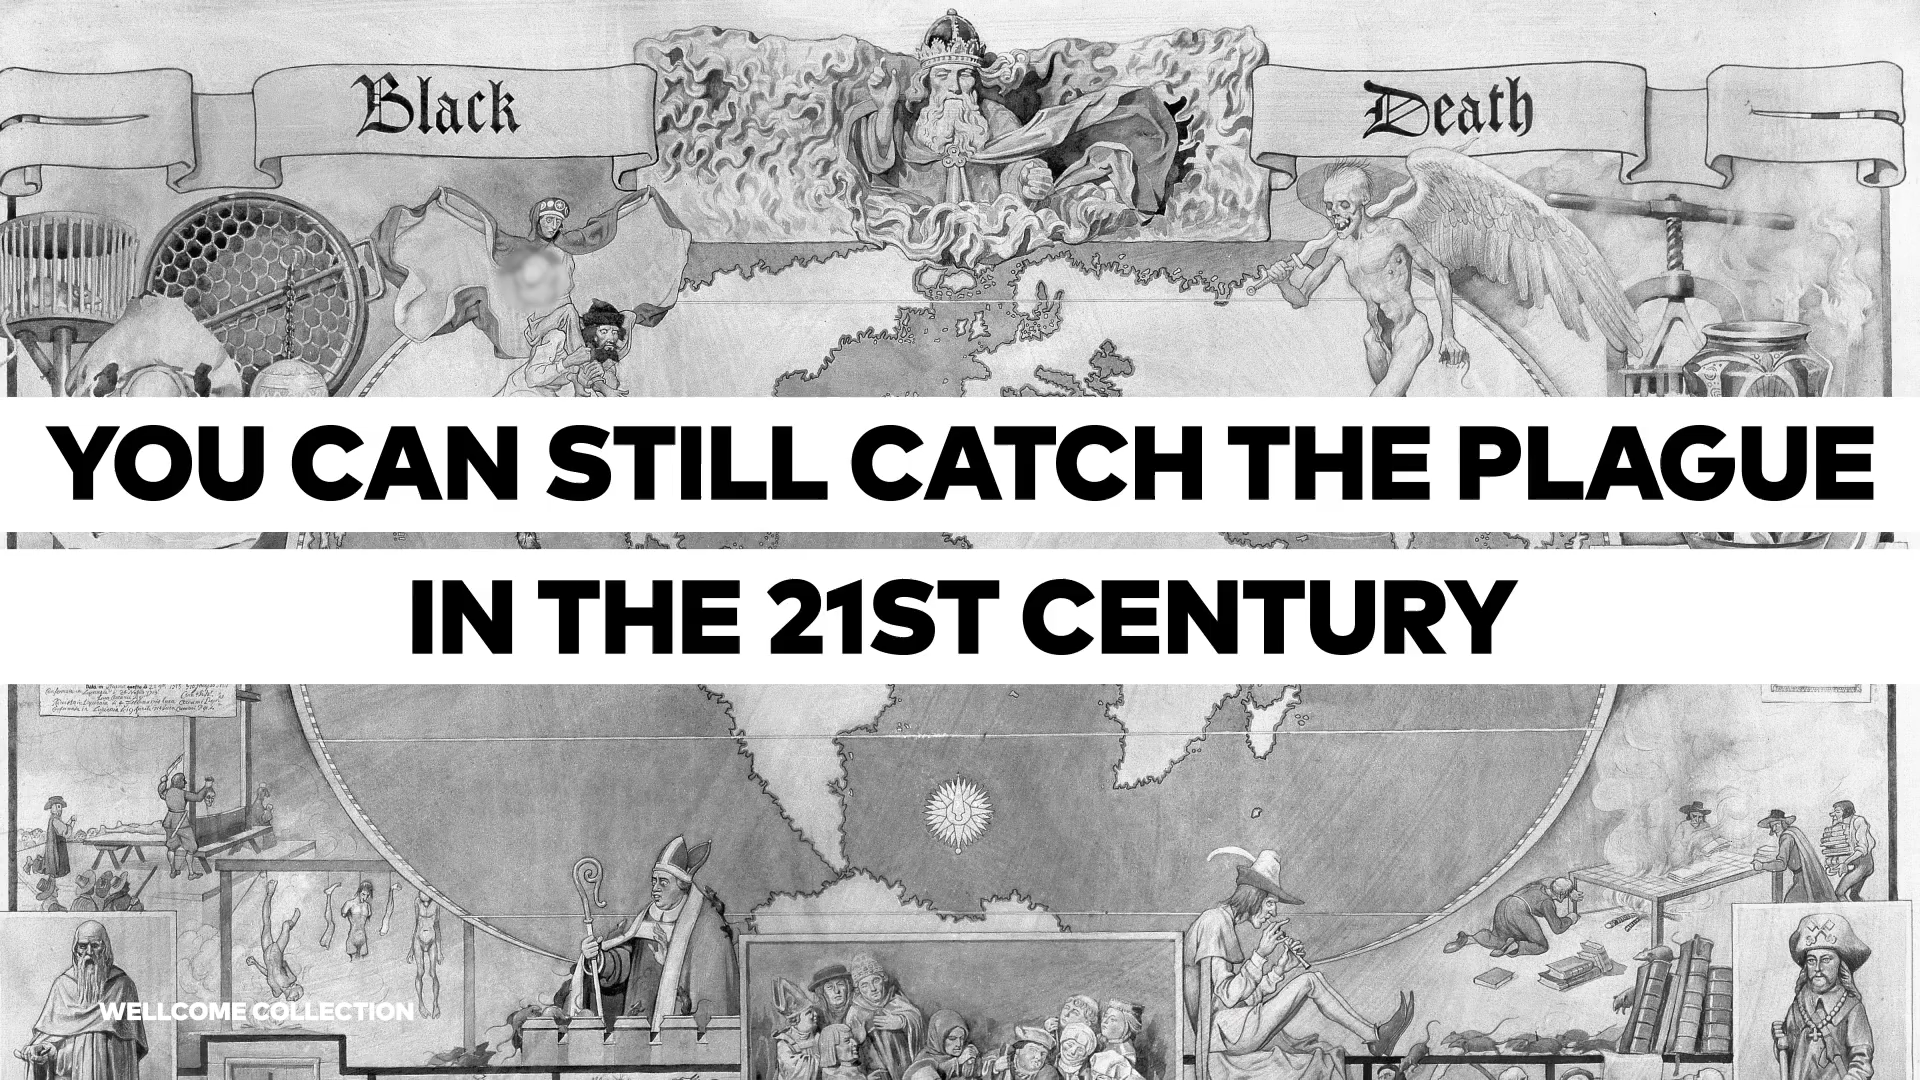 Black
Death
YOU CAN STILL CATCH THE PLAGUE
IN THE 21ST CENTURY
WELLCOME COLLECTION